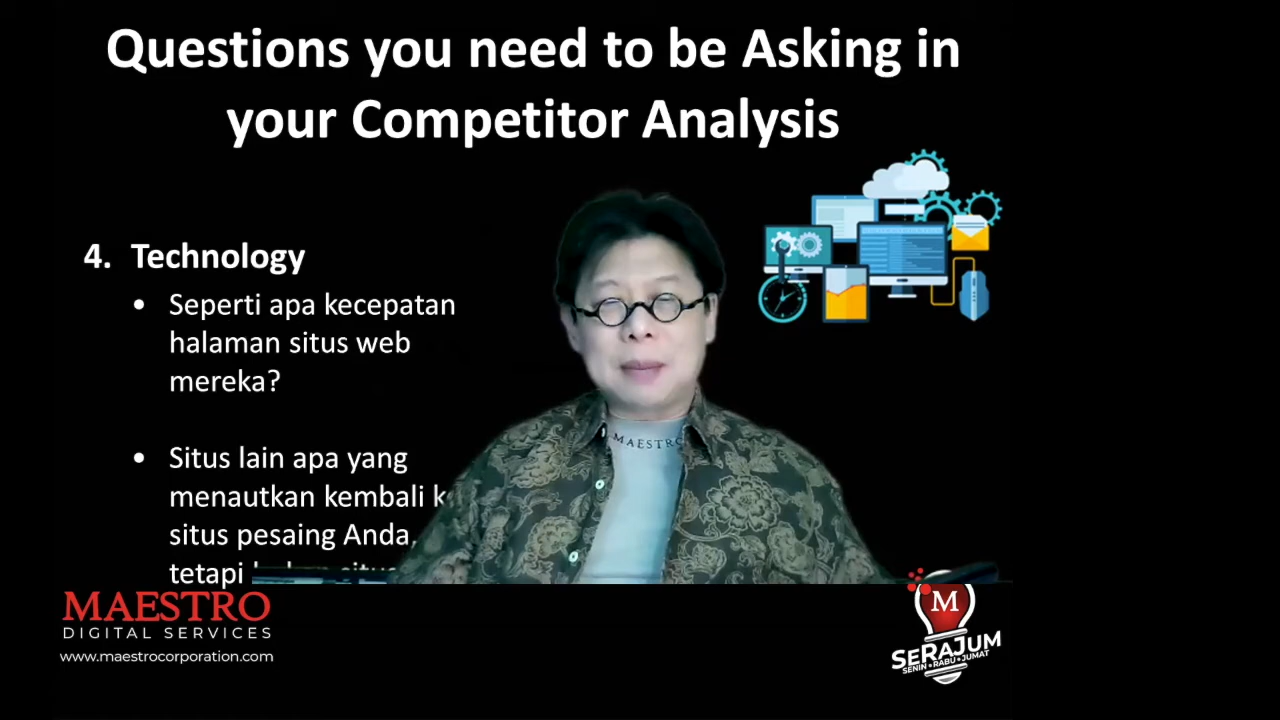 Questions you need to be Asking in
your Competitor Analysis
4. Technology
• Seperti apa kecepatan
halaman situs web
mereka?
• Situs lain apa yang
menautkan kembali
situs pesaing Anda,
tetapi
MAESTRO
MAESTRO
DIGITAL SERVICES
www.maestrocorporation.com
M
SERAJUM
SENIN • RABU • JUMAT